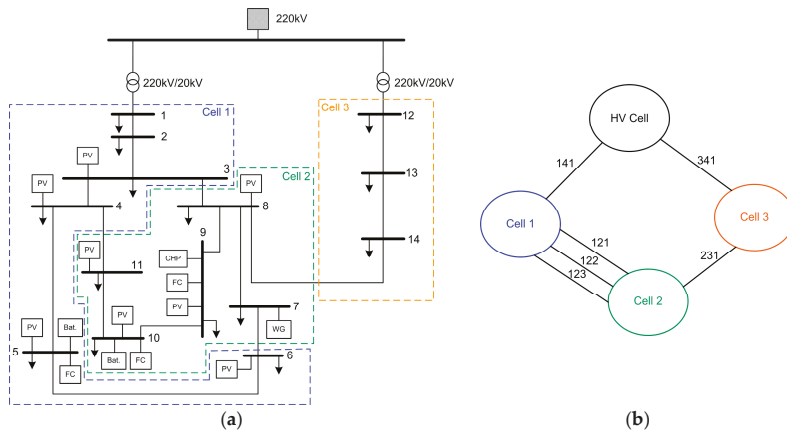 220kV
220kV/20kV
220kV/20kV
Cell 1
1
2
Cell 3
12
PV
3
Cell 2
13
PV
4
PV
8
14
PV
11
9
CHP
FC
PV
7
WG
PV
Bat.
PV
10
5
FC
Bat.
FC
6
PV
(a)
HV Cell
141
341
Cell 1
121
122
123
Cell 3
231
Cell 2
(b)